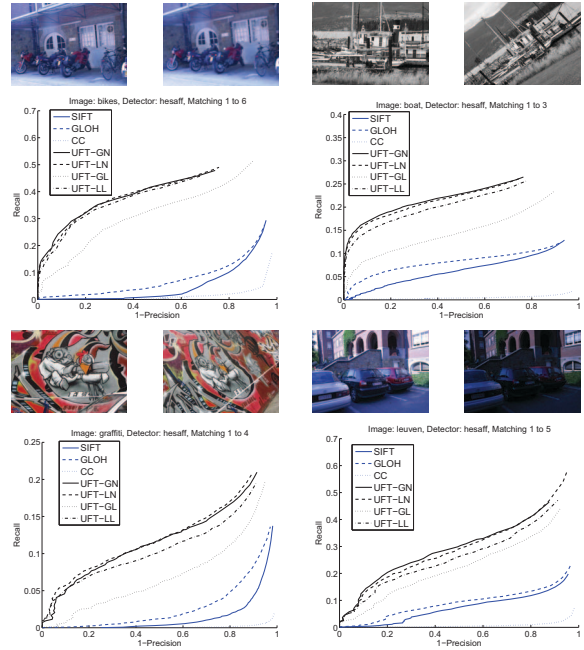 Image: bikes, Detector: hesaff, Matching 1 to 6
0.7
0.6
0.5
0.4
0.3
0.2
0.1
0
Recall
SIFT
GLOH
CC
UFT-GN
UFT-LN
UFT-GL
UFT-LL
0 0.2 0.4 0.6 0.8 1
1-Precision
Image: boat, Detector: hesaff, Matching 1 to 3
0.4
0.35
0.3
0.25
0.2
0.15
0.1
0.05
0
Recall
SIFT
GLOH
CC
UFT-GN
UFT-LN
UFT-GL
UFT-LL
0 0.2 0.4 0.6 0.8 1
1-Precision
Image: graffiti, Detector: hesaff, Matching 1 to 4
0.25
0.2
0.15
0.1
0.05
0
Recall
SIFT
GLOH
CC
UFT-GN
UFT-LN
UFT-GL
UFT-LL
0 0.2 0.4 0.6 0.8 1
1-Precision
Image: leuven, Detector: hesaff, Matching 1 to 5
0.7
0.6
0.5
0.4
0.3
0.2
0.1
0
Recall
SIFT
GLOH
CC
UFT-GN
UFT-LN
UFT-GL
UFT-LL
0 0.2 0.4 0.6 0.8 1
1-Precision